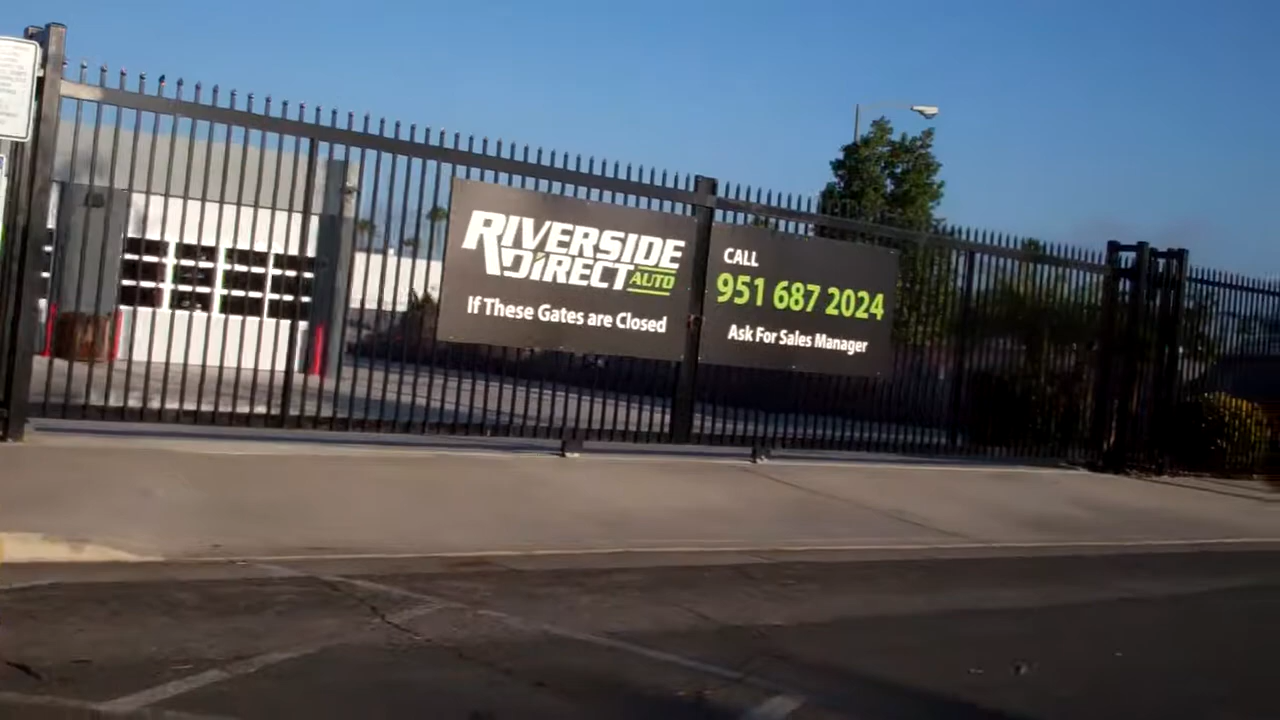 RIVERSIDE
DIRECT AUTO
If These Gates are Closed
CALL
951 687 2024
Ask For Sales Manager